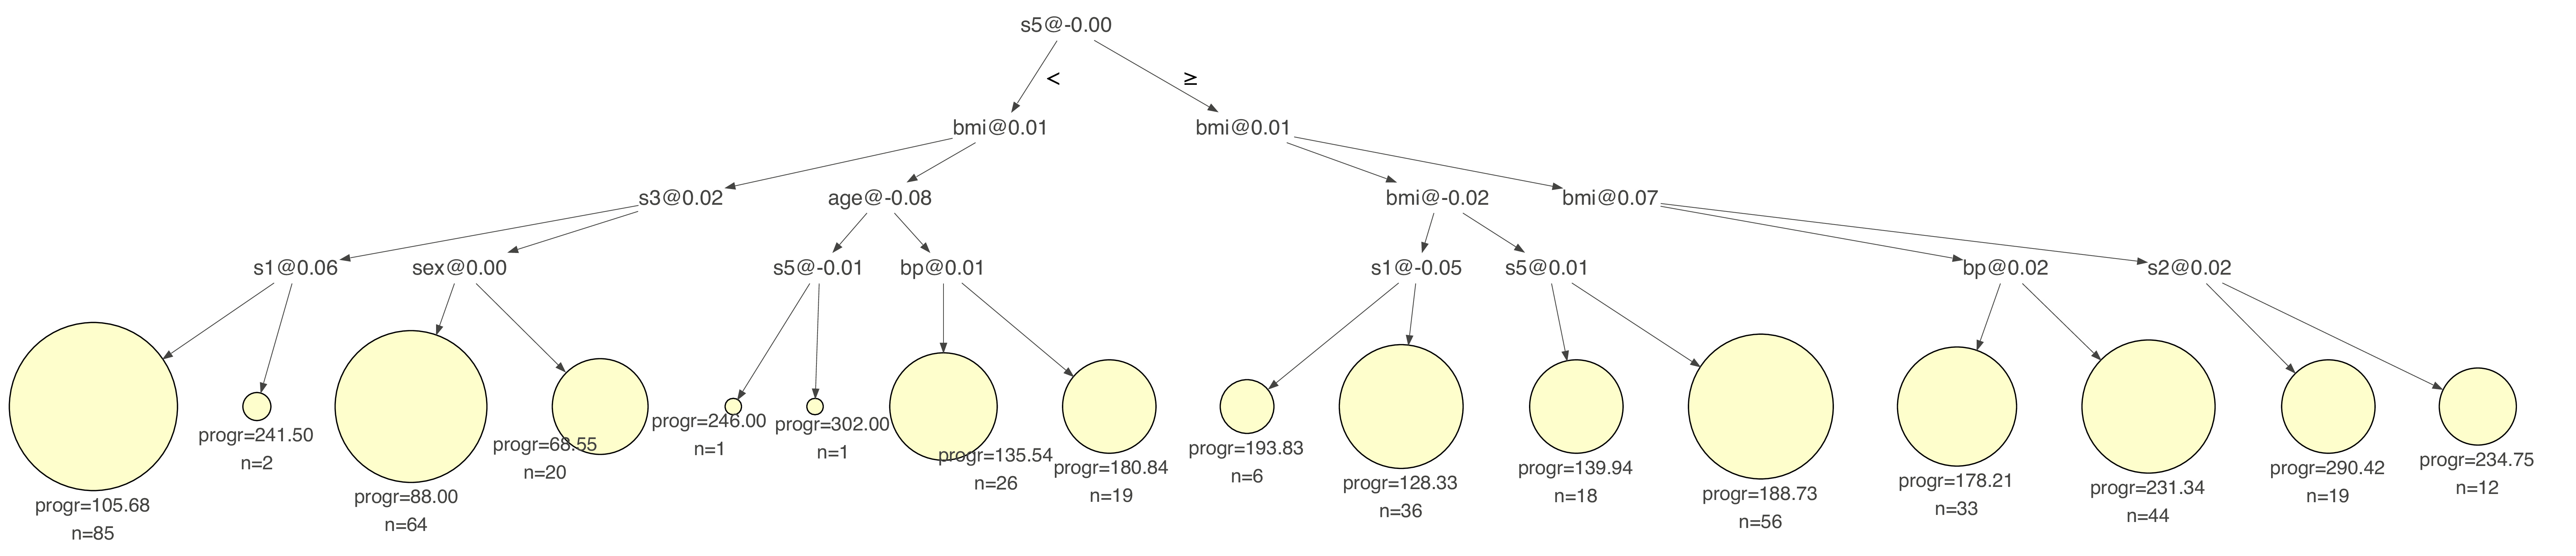 s5@-0.00
<
≥
bmi@0.01
bmi@0.01
s3@0.02
age@-0.08
bmi@-0.02
bmi@0.07
s1@0.06
sex@0.00
s5@-0.01
bp@0.01
s1@-0.05
s5@0.01
bp@0.02
s2@0.02
progr=105.68
n=85
progr=241.50
n=2
progr=88.00
n=64
progr=68.55
n=20
progr=246.00
n=1
progr=302.00
n=1
progr=135.54
n=26
progr=180.84
n=19
progr=193.83
n=6
progr=128.33
n=36
progr=139.94
n=18
progr=188.73
n=56
progr=178.21
n=33
progr=231.34
n=44
progr=290.42
n=19
progr=234.75
n=12